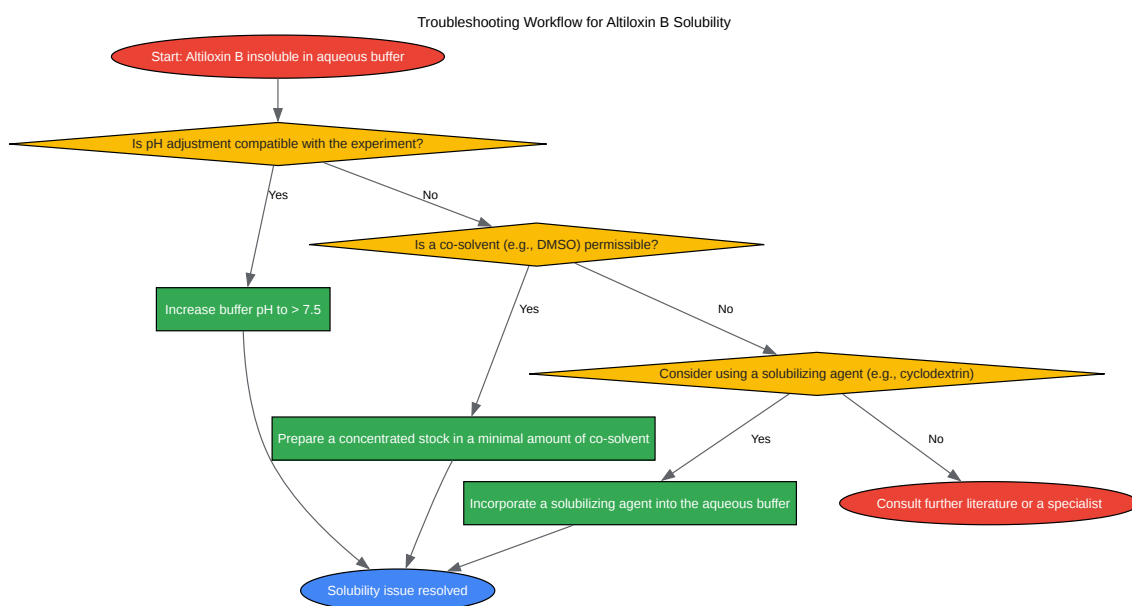 Troubleshooting Workflow for Altiloxin B Solubility
Start: Altiloxin B insoluble in aqueous buffer
Is pH adjustment compatible with the experiment?
Yes
No
Is a co-solvent (e.g., DMSO) permissible?
Increase buffer pH to > 7.5
Yes
No
Consider using a solubilizing agent (e.g., cyclodextrin)
Prepare a concentrated stock in a minimal amount of co-solvent
Yes
No
Incorporate a solubilizing agent into the aqueous buffer
Consult further literature or a specialist
Solubility issue resolved